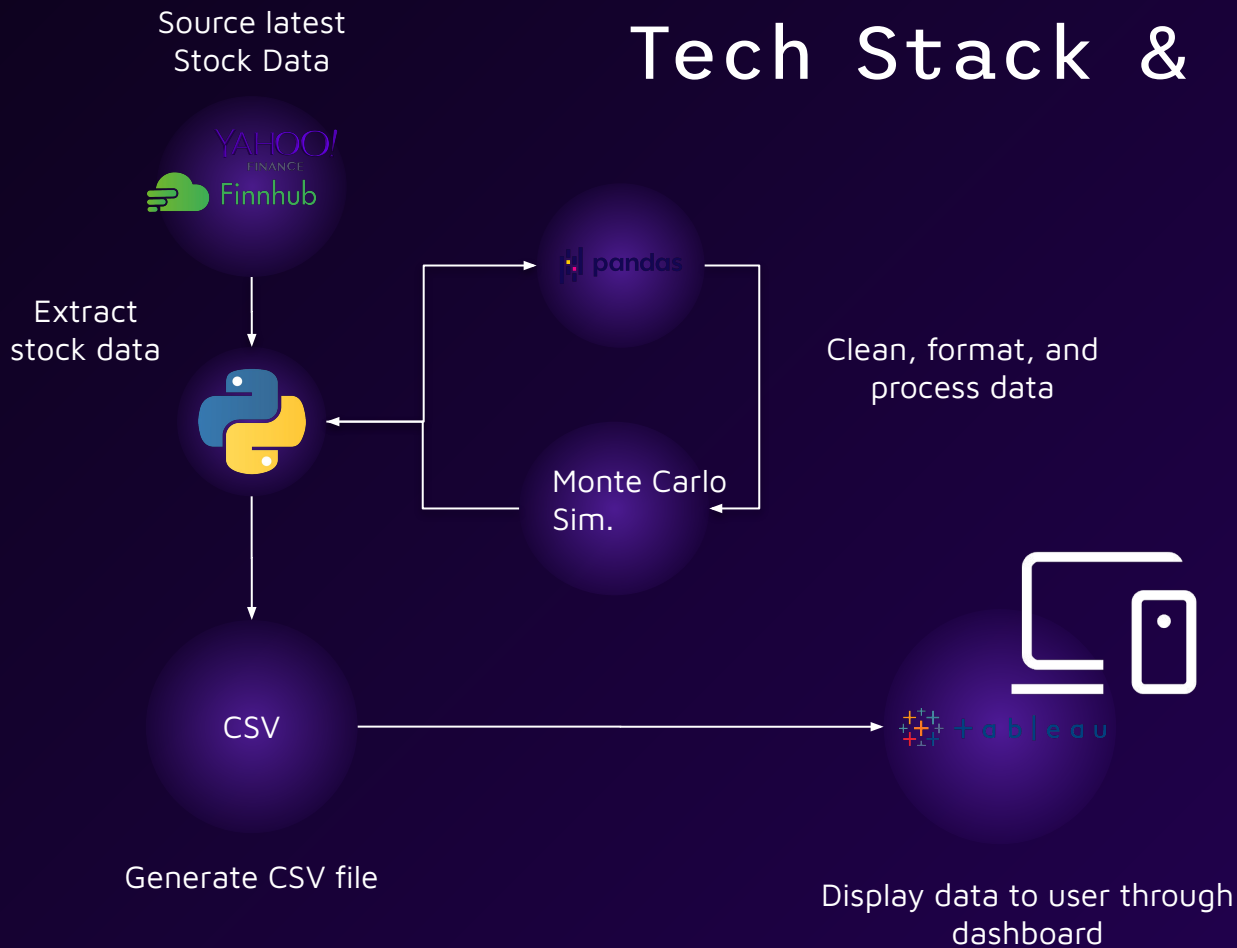 Source latest
Stock Data
Tech Stack &
YAHOO!
FINANCE
Finnhub
pandas
Extract
stock data
Clean, format, and
process data
Monte Carlo
Sim.
CSV
+ableau
Generate CSV file
Display data to user through
dashboard